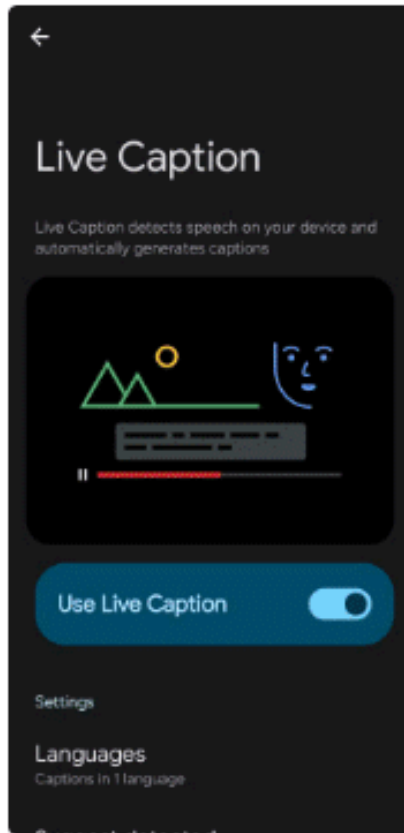 Live Caption
Live Caption detects speech on your device and
automatically generates captions
Use Live Caption
Settings
Languages
Captions in 1 language